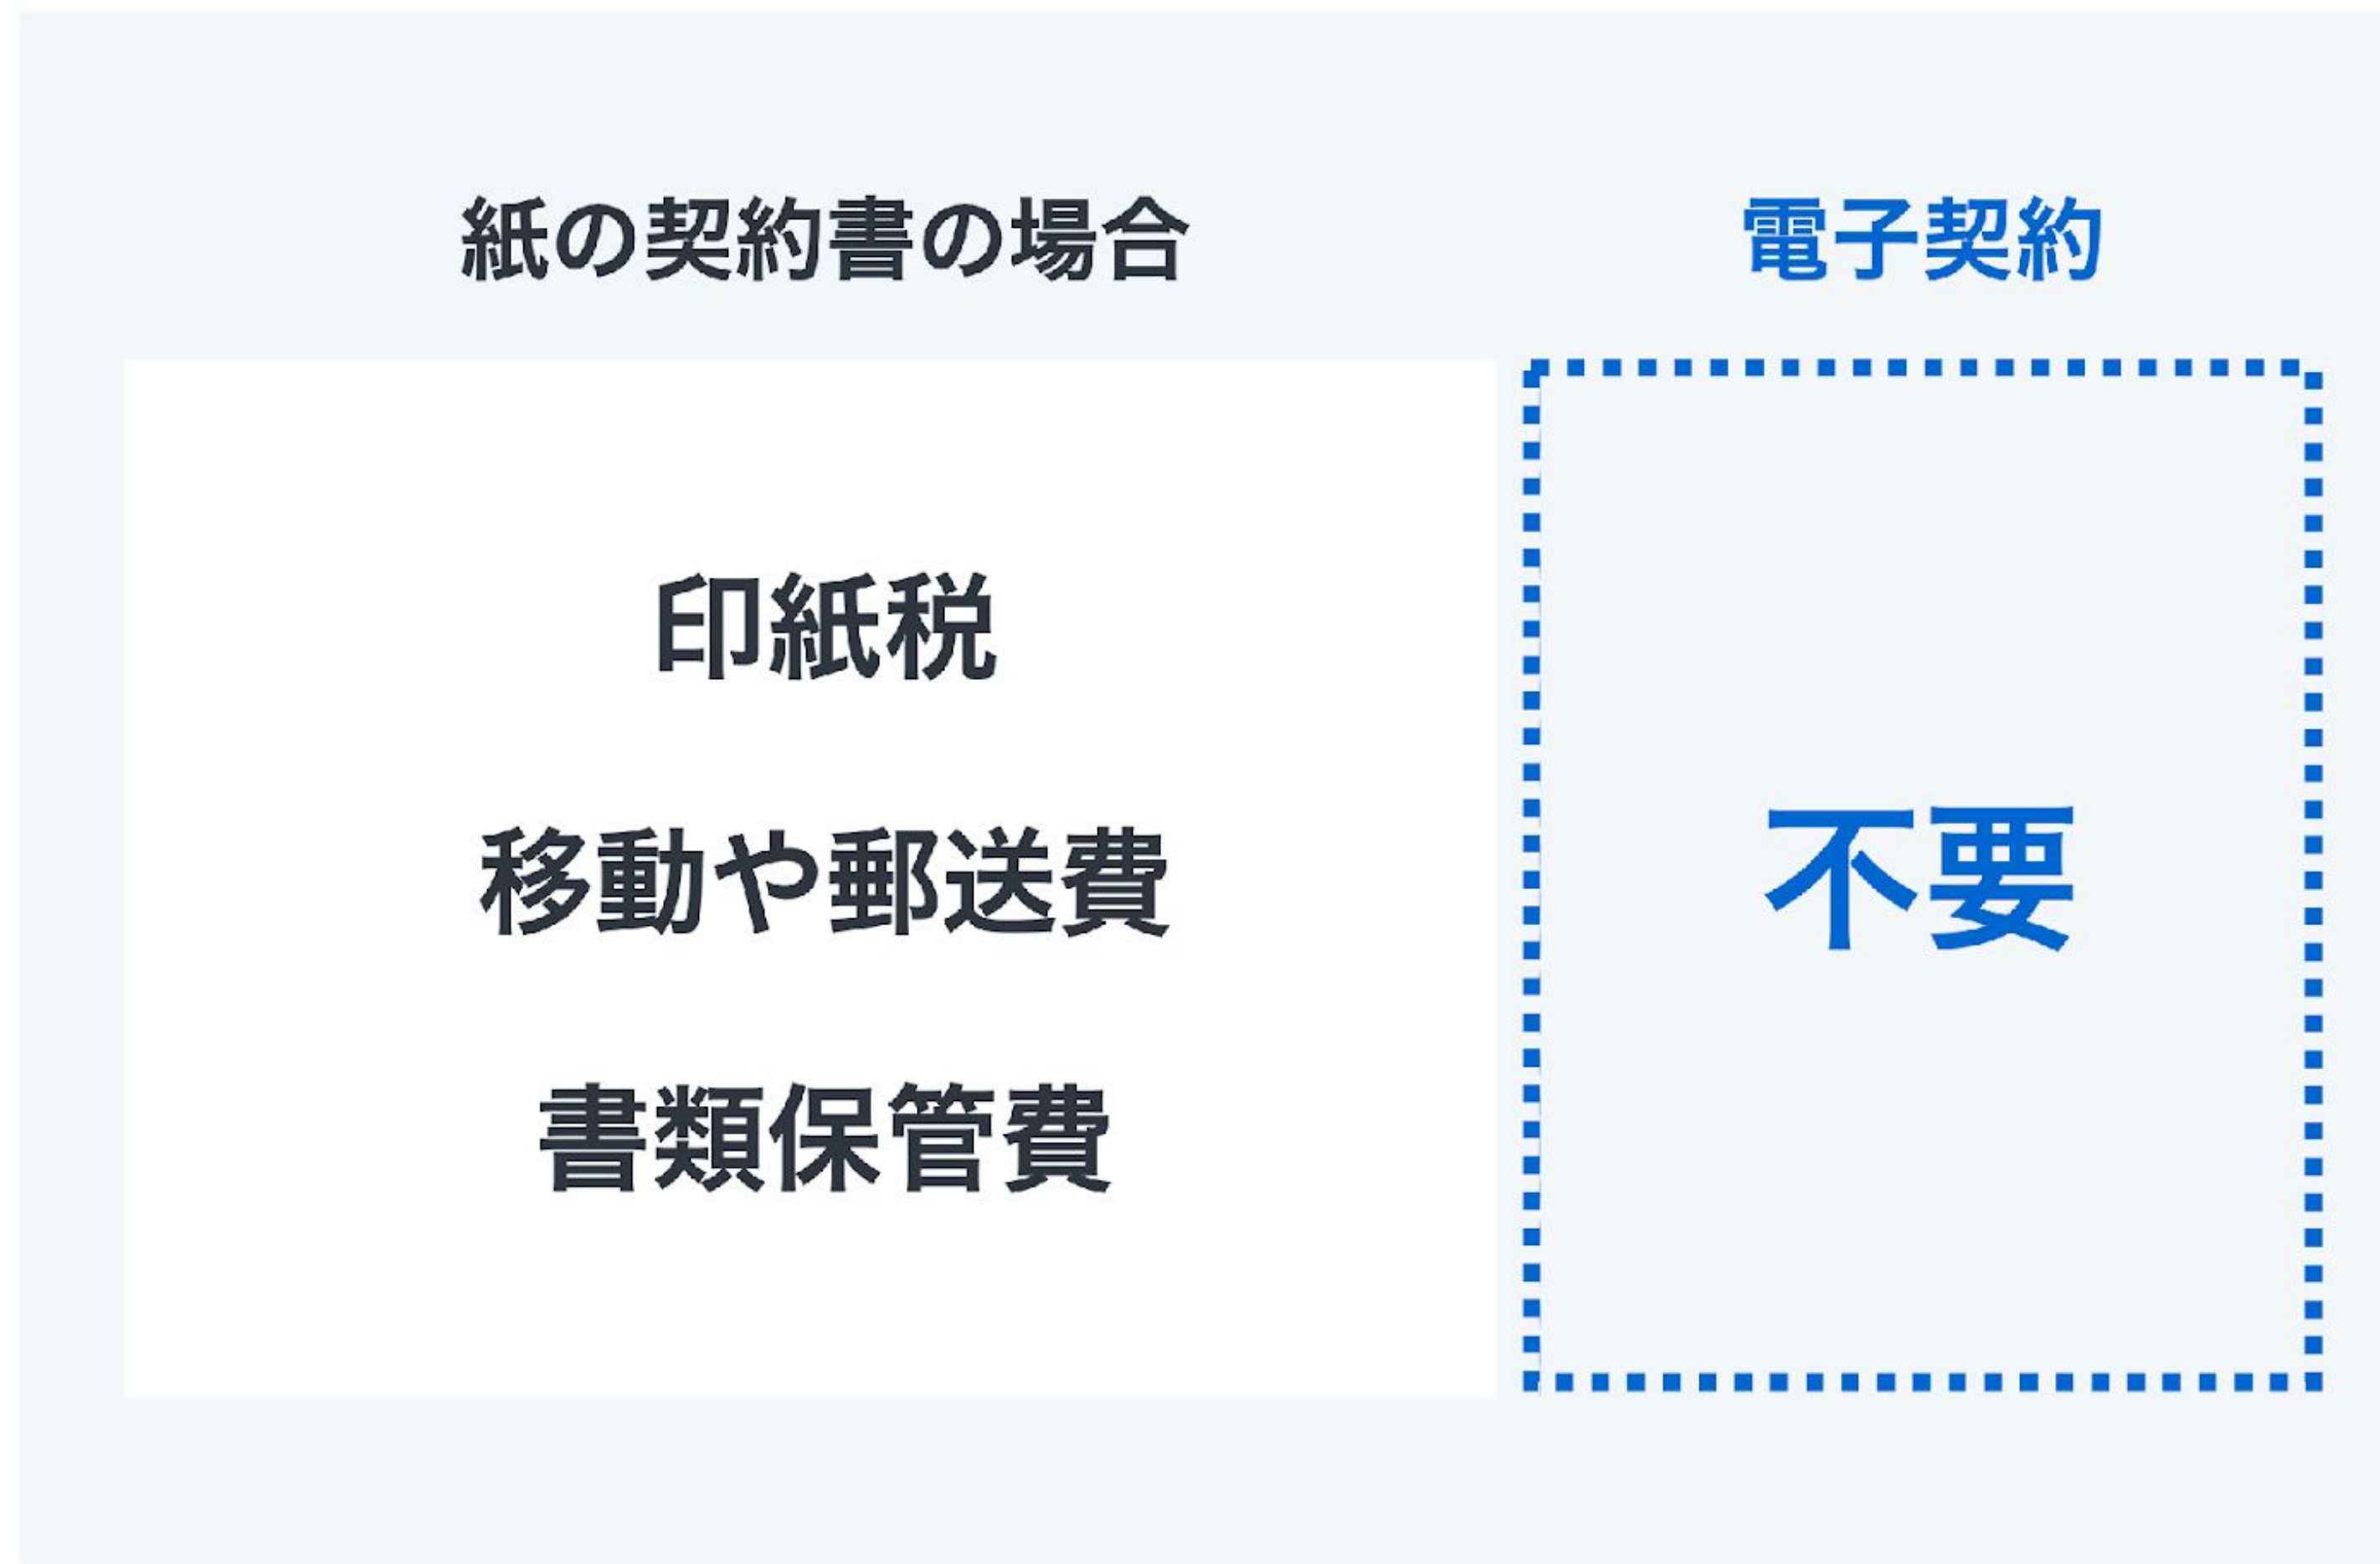 紙の契約書の場合
電子契約
印紙税
移動や郵送費
書類保管費
不要